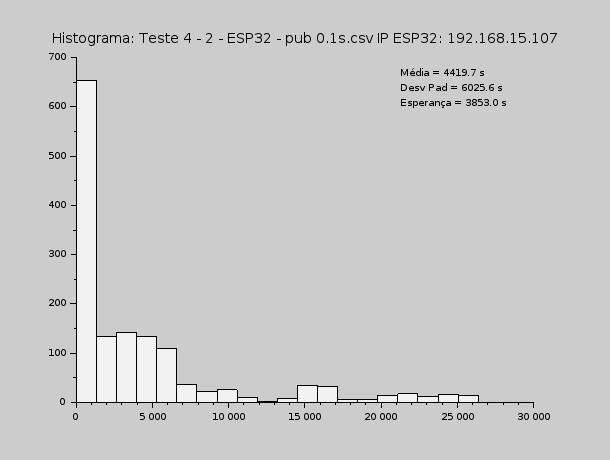 Histograma: Teste 4 - 2 - ESP32 - pub 0.1s.csv IP ESP32: 192.168.15.107
Média = 4419.7 s
Desv Pad = 6025.6 s
Esperança = 3853.0 s
700
600
500
400
300
200
100
0
0 5 000 10 000 15 000 20 000 25 000 30 000